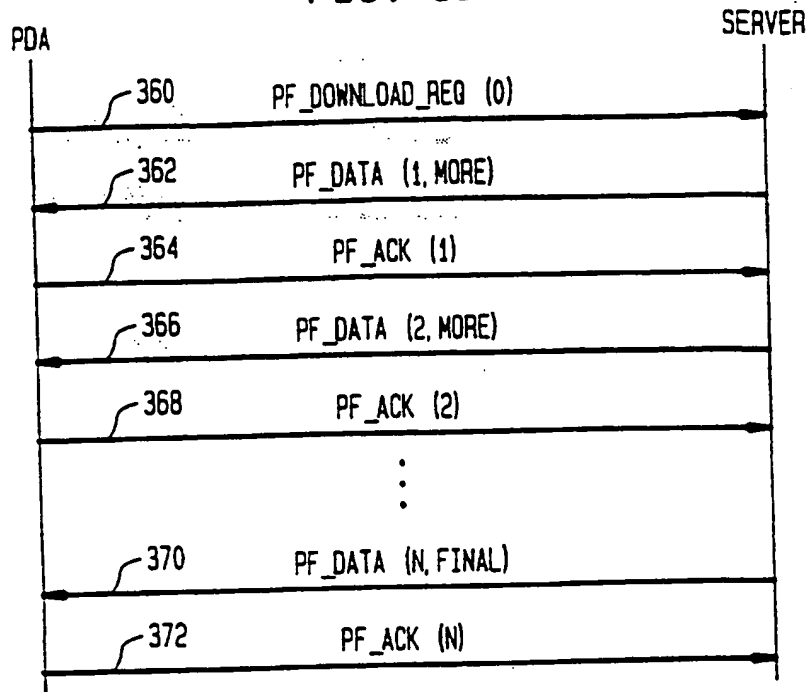 PDA
SERVER
360 PF_DOWNLOAD_REQ (0)
362 PF_DATA (1, MORE)
364 PF_ACK (1)
366 PF_DATA (2, MORE)
368 PF_ACK (2)
370 PF_DATA (N, FINAL)
372 PF_ACK (N)